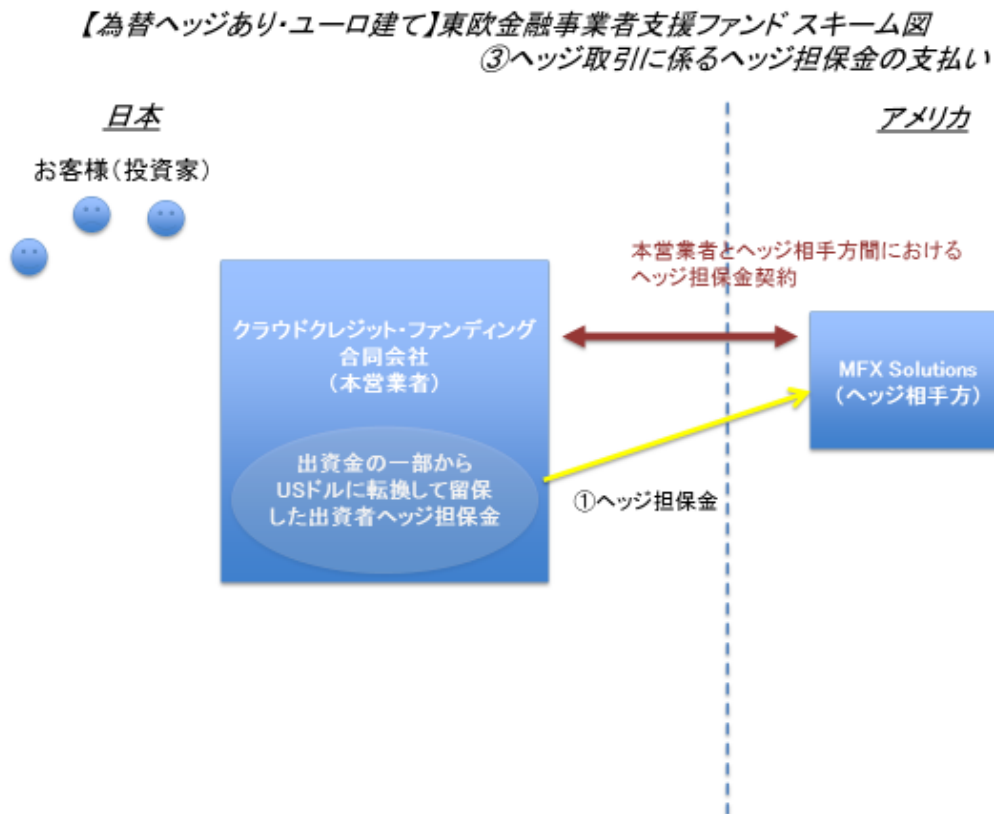 【為替ヘッジあり・ユーロ建て】東欧金融事業者支援ファンド スキーム図
③ヘッジ取引に係るヘッジ担保金の支払い
日本
アメリカ
お客様（投資家）
本営業者とヘッジ相手方間における
ヘッジ担保金契約
クラウドクレジット・ファンディング
合同会社
（本営業者）
MFX Solutions
（ヘッジ相手方）
出資金の一部から
USドルに転換して留保
した出資者ヘッジ担保金
①ヘッジ担保金